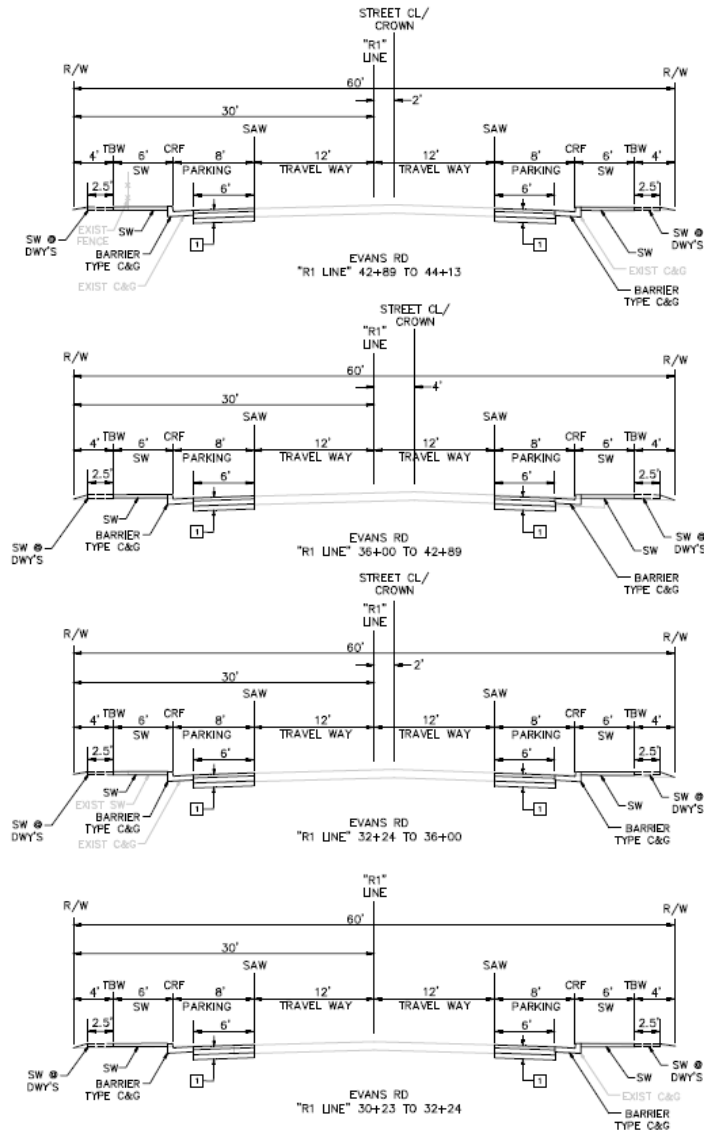 STREET CL/
CROWN
"R1"
LINE
R/W R/W
60'
2'
30'
SAW SAW
4' TBW 6' CRF 8' 12' 12' 8' CRF 6' TBW 4'
SW PARKING TRAVEL WAY TRAVEL WAY PARKING SW
2.5' 6' 6' 2.5'
SW @
DWY'S
EXIST
FENCE
SW
BARRIER
TYPE C&G
EXIST C&G
1
1
SW
SW @
DWY'S
EXIST C&G
BARRIER
TYPE C&G
EVANS RD
"R1 LINE" 42+89 TO 44+13
STREET CL/
CROWN
"R1"
LINE
R/W R/W
60'
4'
30'
SAW SAW
4' TBW 6' CRF 8' 12' 12' 8' CRF 6' TBW 4'
SW PARKING TRAVEL WAY TRAVEL WAY PARKING SW
2.5' 6' 6' 2.5'
SW @
DWY'S
SW
BARRIER
TYPE C&G
1
1
SW
SW @
DWY'S
BARRIER
TYPE C&G
EVANS RD
"R1 LINE" 36+00 TO 42+89
STREET CL/
CROWN
"R1"
LINE
R/W R/W
60'
2'
30'
SAW SAW
4' TBW 6' CRF 8' 12' 12' 8' CRF 6' TBW 4'
SW PARKING TRAVEL WAY TRAVEL WAY PARKING SW
2.5' 6' 6' 2.5'
SW @
DWY'S
SW
EXIST SW
BARRIER
TYPE C&G
EXIST C&G
1
1
SW
SW @
DWY'S
BARRIER
TYPE C&G
EVANS RD
"R1 LINE" 32+24 TO 36+00
"R1"
LINE
R/W R/W
60'
30'
SAW SAW
4' TBW 6' CRF 8' 12' 12' 8' CRF 6' TBW 4'
SW PARKING TRAVEL WAY TRAVEL WAY PARKING SW
2.5' 6' 6' 2.5'
SW @
DWY'S
SW
BARRIER
TYPE C&G
1
1
SW
SW @
DWY'S
EXIST C&G
BARRIER
TYPE C&G
EVANS RD
"R1 LINE" 30+23 TO 32+24